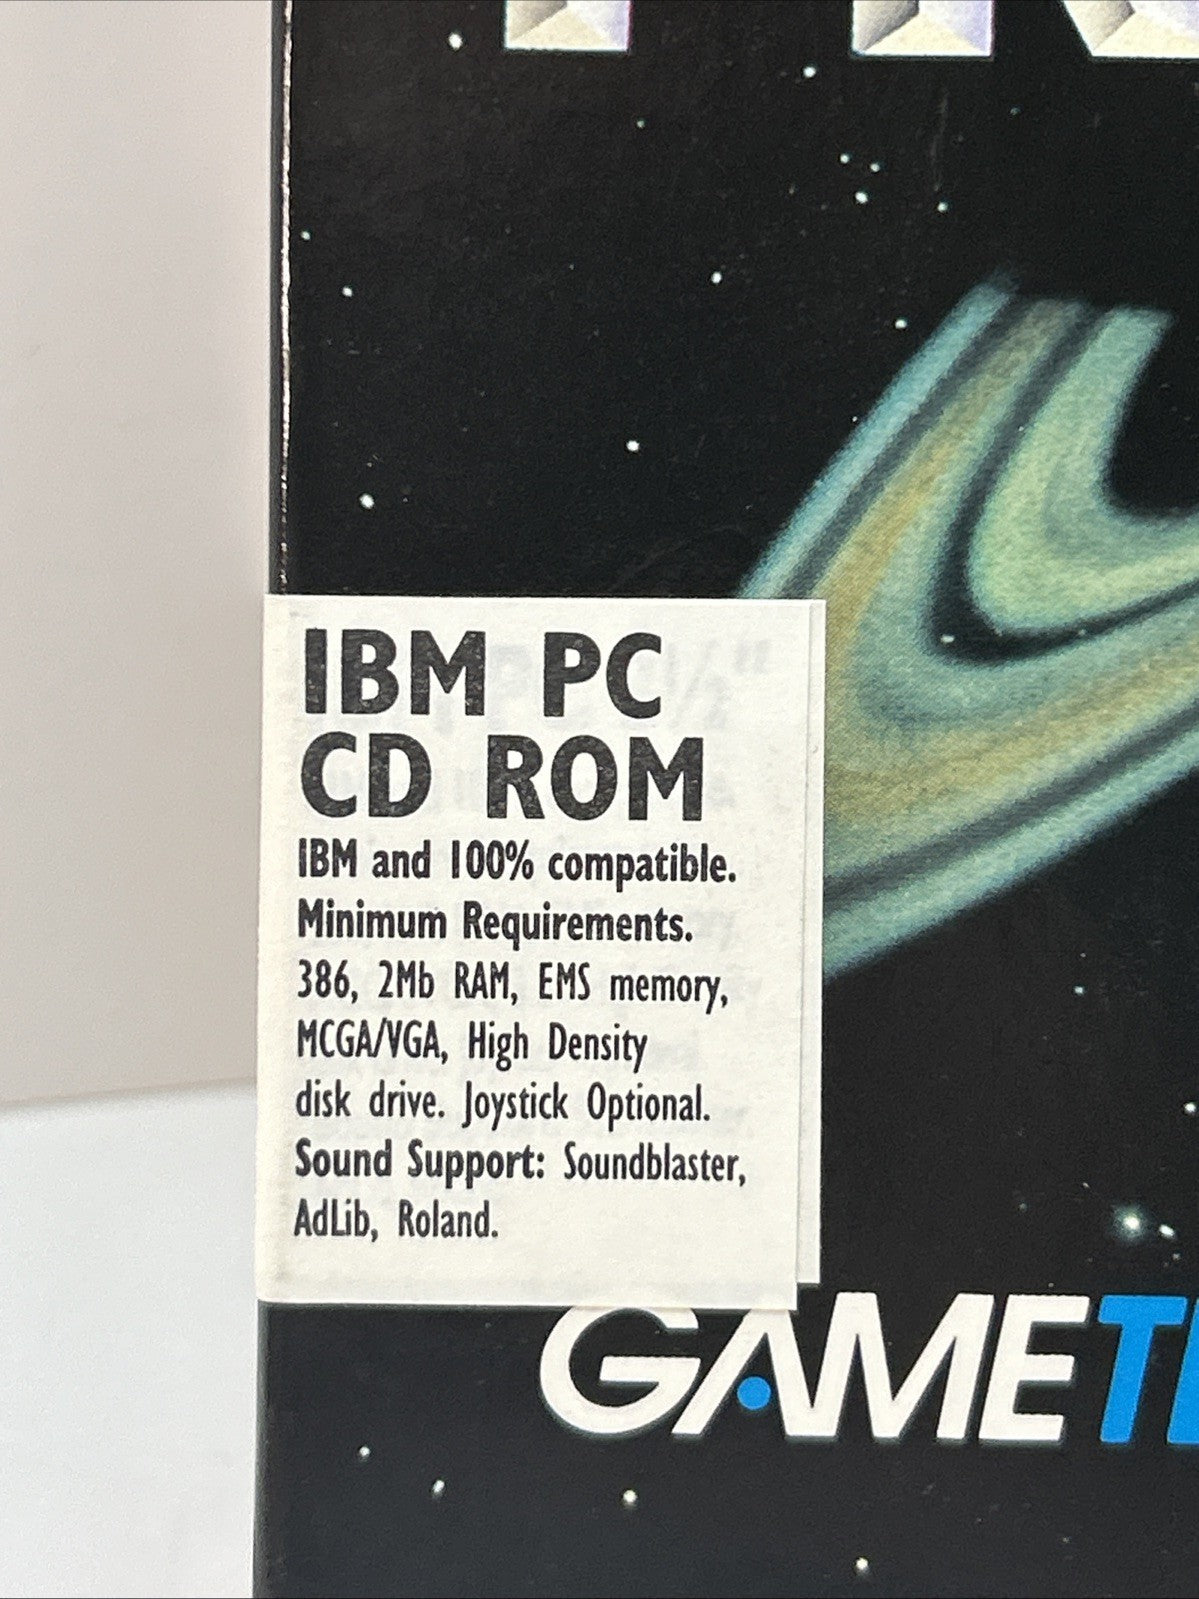 IBM PC
CD ROM
IBM and 100% compatible.
Minimum Requirements.
386, 2Mb RAM, EMS memory,
MCGA/VGA, High Density
disk drive. Joystick Optional.
Sound Support: Soundblaster,
AdLib, Roland.
GAMET